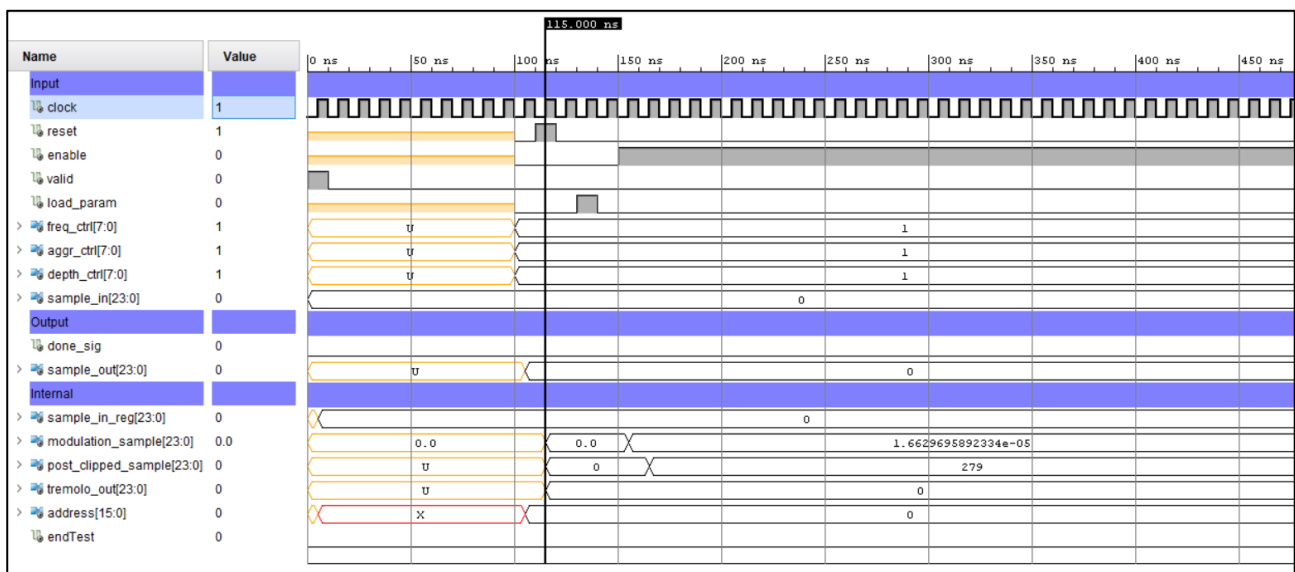 115.000 ns
Name Value 0 ns 50 ns 100 ns 150 ns 200 ns 250 ns 300 ns 350 ns 400 ns 450 ns
Input
clock 1
reset 1
enable 0
valid 0
load_param 0
freq_ctrl[7:0] 1 U 1
aggr_ctrl[7:0] 1 U 1
depth_ctrl[7:0] 1 U 1
sample_in[23:0] 0 0
Output
done_sig 0
sample_out[23:0] 0 U 0
Internal
sample_in_reg[23:0] 0 0
modulation_sample[23:0] 0.0 0.0 0.0 1.6629695892334e-05
post_clipped_sample[23:0] 0 U 0 279
tremolo_out[23:0] 0 U 0
address[15:0] 0 X 0
endTest 0